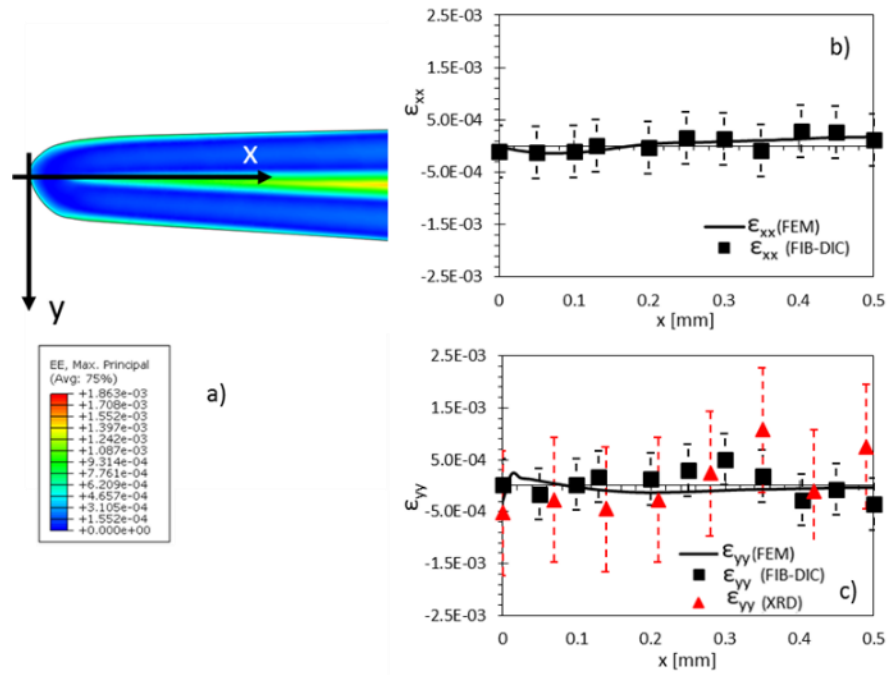 x
y
EE, Max. Principal
(Avg: 75%)
+1.863e-03
+1.708e-03
+1.552e-03
+1.397e-03
+1.242e-03
+1.087e-03
+9.314e-04
+7.761e-04
+6.209e-04
+4.657e-04
+3.105e-04
+1.552e-04
+0.000e+00
a)
2.5E-03
1.5E-03
5.0E-04
-5.0E-04
-1.5E-03
-2.5E-03
εxx
b)
εxx(FEM)
εxx (FIB-DIC)
0 0.1 0.2 0.3 0.4 0.5
x [mm]
2.5E-03
1.5E-03
5.0E-04
-5.0E-04
-1.5E-03
-2.5E-03
εyy
εyy(FEM)
εyy (FIB-DIC)
εyy (XRD)
c)
0 0.1 0.2 0.3 0.4 0.5
x [mm]